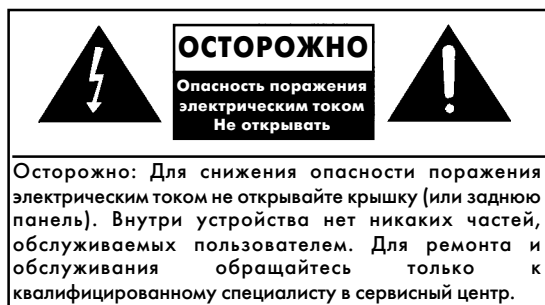 ОСТОРОЖНО
Опасность поражения
электрическим током
Не открывать
Осторожно: Для снижения опасности поражения
электрическим током не открывайте крышку (или заднюю
панель). Внутри устройства нет никаких частей,
обслуживаемых пользователем. Для ремонта и
обслуживания обращайтесь только к
квалифицированному специалисту в сервисный центр.